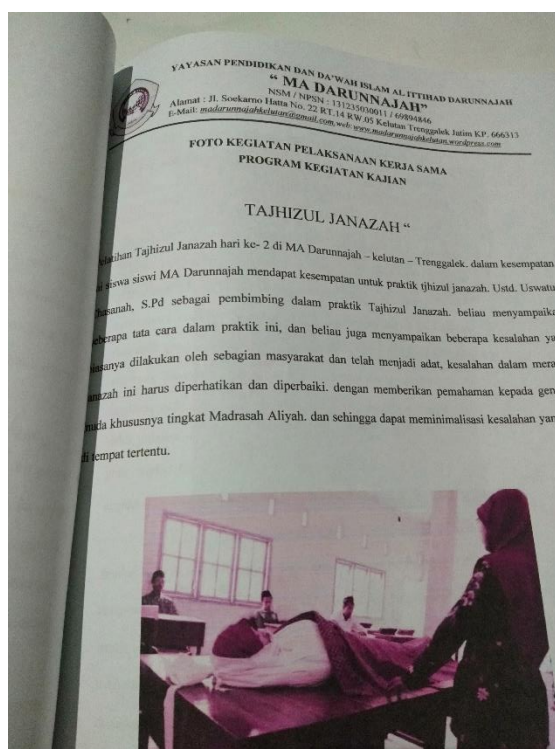 YAYASAN PENDIDIKAN DAN DA'WAH ISLAM AL ITTIHAD DARUNNAJAH
“ MA DARUNNAJAH”
NSM / NPSN : 131235030011 / 69894846
Alamat : Jl. Soekarno Hatta No. 22 RT.14 RW.05 Kelutan Trenggalek Jatim KP. 666313
E-Mail: madarunnajahkelutan@gmail.com, web: www.madarunnajahkelutan.wordpress.com
FOTO KEGIATAN PELAKSANAAN KERJA SAMA
PROGRAM KEGIATAN KAJIAN
TAJHIZUL JANAZAH “
Tajhizul Janazah hari ke- 2 di MA Darunnajah – kelutan – Trenggalek. dalam kesempatan
siswa siswi MA Darunnajah mendapat kesempatan untuk praktik tjhizul janazah. Ustd. Uswatu
S.Pd sebagai pembimbing dalam praktik Tajhizul Janazah. beliau menyampaika
beberapa tata cara dalam praktik ini, dan beliau juga menyampaikan beberapa kesalahan ya
dilakukan oleh sebagian masyarakat dan telah menjadi adat, kesalahan dalam mera
ini harus diperhatikan dan diperbaiki. dengan memberikan pemahaman kepada gen
khususnya tingkat Madrasah Aliyah. dan sehingga dapat meminimalisasi kesalahan yan
di tempat tertentu.